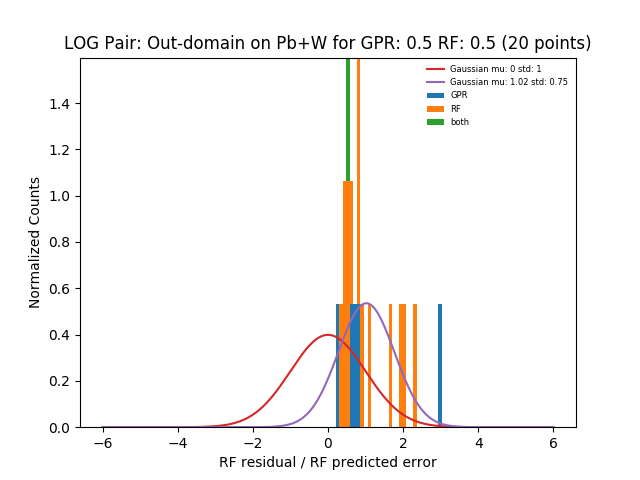 LOG Pair: Out-domain on Pb+W for GPR: 0.5 RF: 0.5 (20 points)
Gaussian mu: 0 std: 1
Gaussian mu: 1.02 std: 0.75
GPR
RF
both
Normalized Counts
1.4
1.2
1.0
0.8
0.6
0.4
0.2
0.0
−6 −4 −2 0 2 4 6
RF residual / RF predicted error